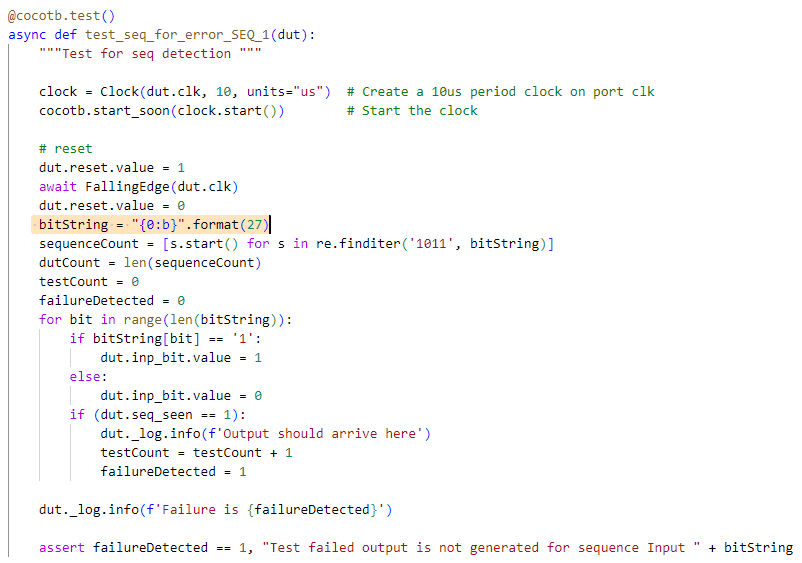 @cocotb.test()
async def test_seq_for_error_SEQ_1(dut):
    """Test for seq detection """

    clock = Clock(dut.clk, 10, units="us")  # Create a 10us period clock on port clk
    cocotb.start_soon(clock.start())        # Start the clock

    # reset
    dut.reset.value = 1
    await FallingEdge(dut.clk)
    dut.reset.value = 0
    bitString = "{0:b}".format(27)
    sequenceCount = [s.start() for s in re.finditer('1011', bitString)]
    dutCount = len(sequenceCount)
    testCount = 0
    failureDetected = 0
    for bit in range(len(bitString)):
        if bitString[bit] == '1':
            dut.inp_bit.value = 1
        else:
            dut.inp_bit.value = 0
        if (dut.seq_seen == 1):
            dut._log.info(f'Output should arrive here')
            testCount = testCount + 1
            failureDetected = 1

    dut._log.info(f'Failure is {failureDetected}')

    assert failureDetected == 1, "Test failed output is not generated for sequence Input " + bitString